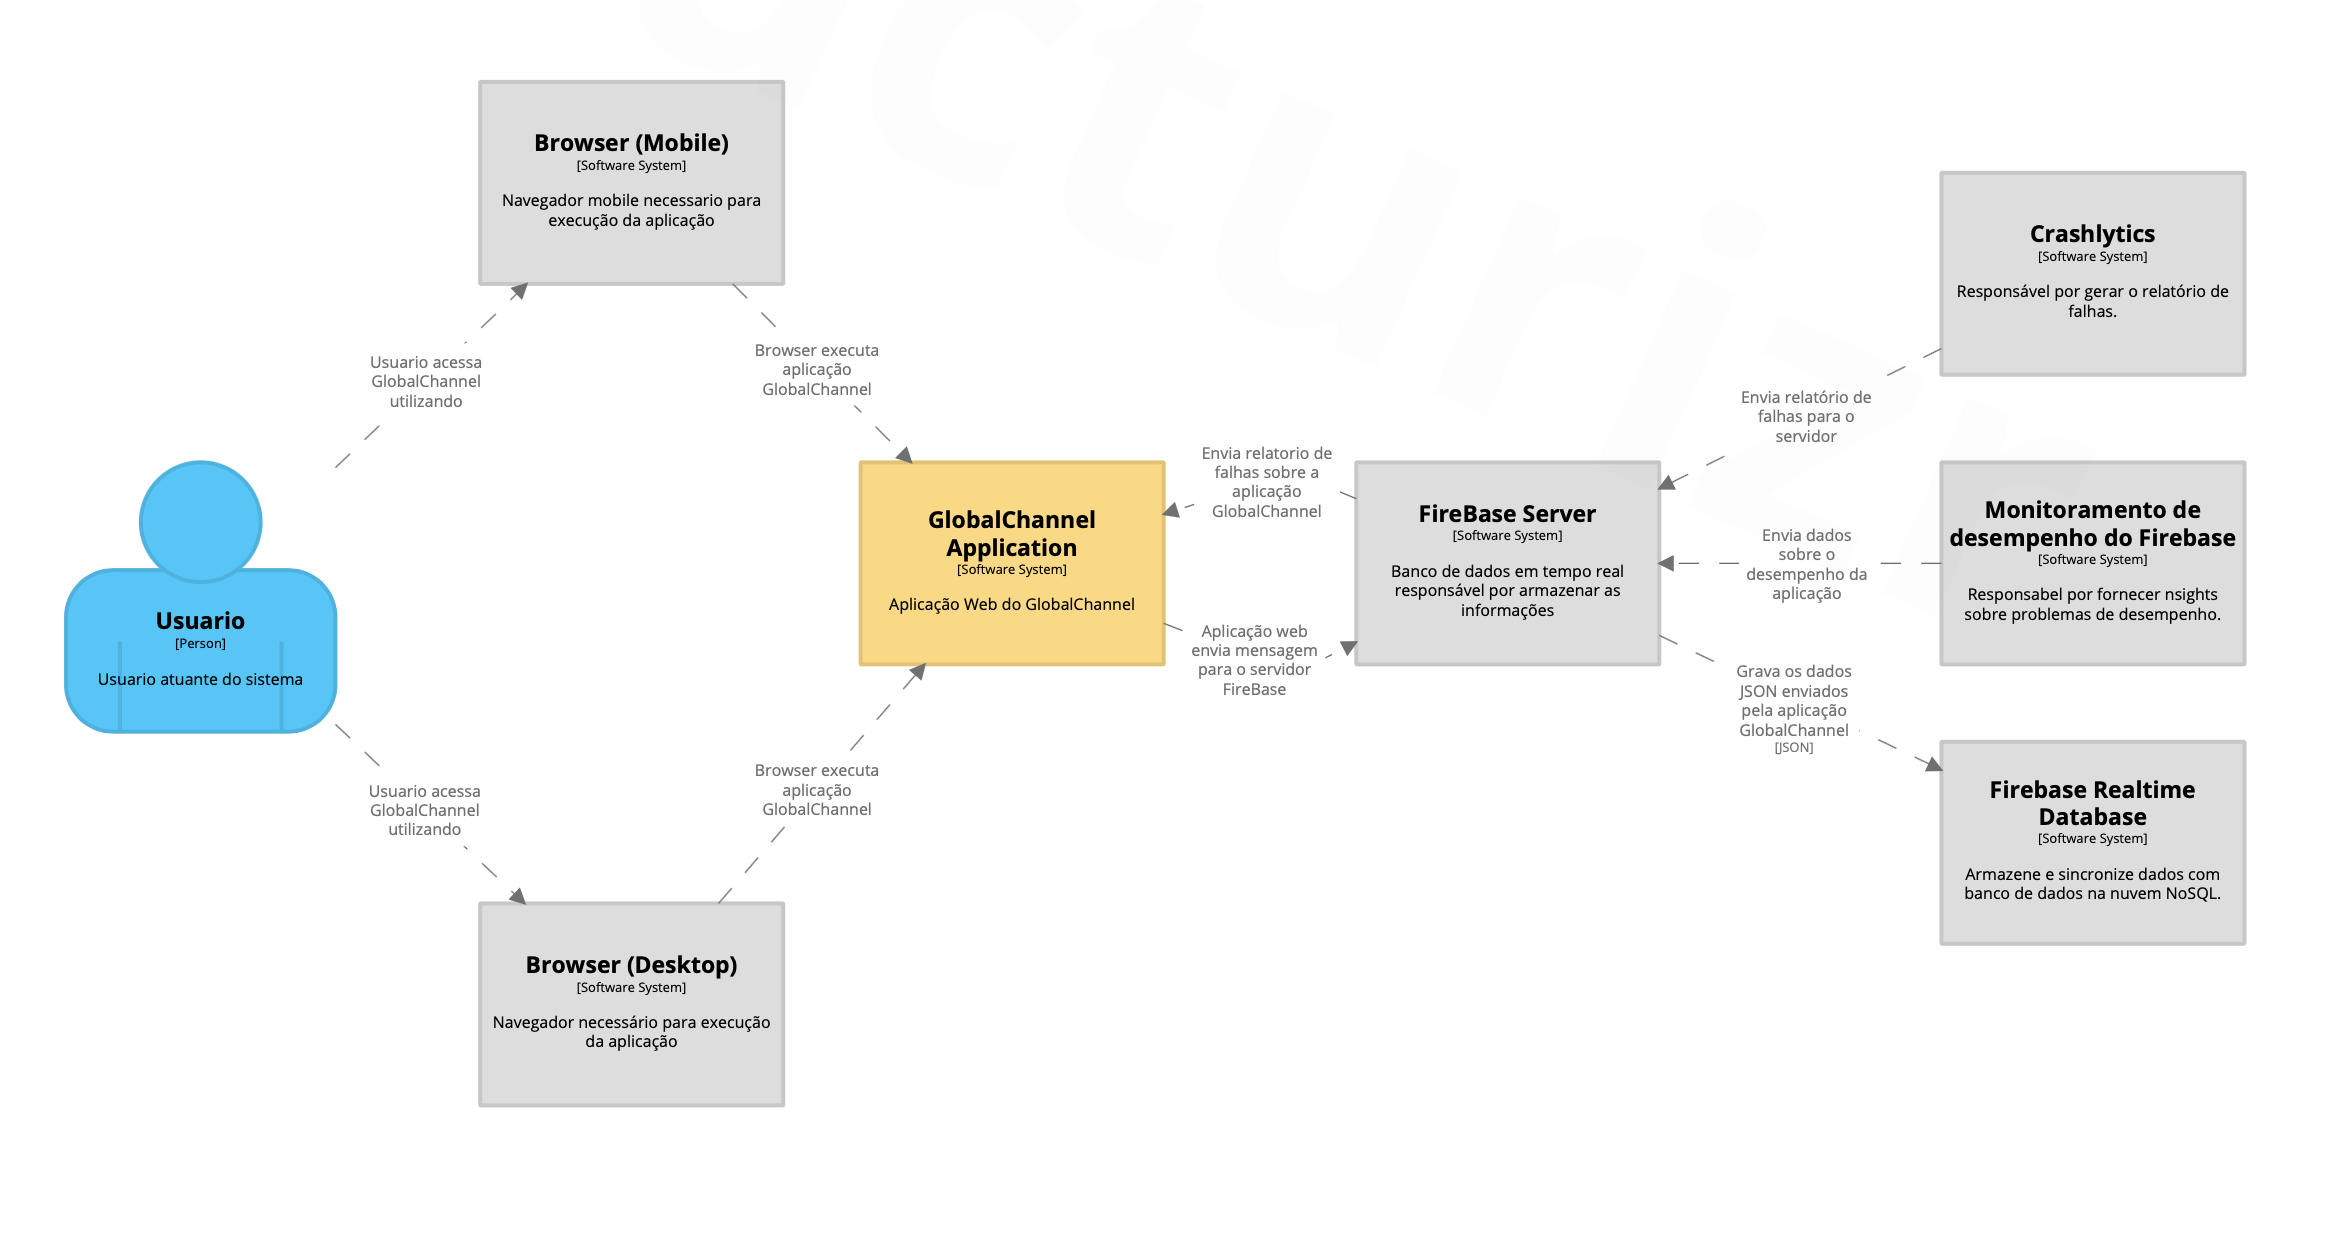 Browser (Mobile)
[Software System]
Navegador mobile necessario para
execução da aplicação
Usuario acessa
GlobalChannel
utilizando
Browser executa
aplicação
GlobalChannel
Usuario
[Person]
Usuario atuante do sistema
Usuario acessa
GlobalChannel
utilizando
Browser executa
aplicação
GlobalChannel
Browser (Desktop)
[Software System]
Navegador necessário para execução
da aplicação
GlobalChannel
Application
[Software System]
Aplicação Web do GlobalChannel
Envia relatorio de
falhas sobre a
aplicação
GlobalChannel
Aplicação web
envia mensagem
para o servidor
FireBase
FireBase Server
[Software System]
Banco de dados em tempo real
responsável por armazenar as
informações
Envia relatório de
falhas para o
servidor
Envia dados
sobre o
desempenho da
aplicação
Grava os dados
JSON enviados
pela aplicação
GlobalChannel
[JSON]
Crashlytics
[Software System]
Responsável por gerar o relatório de
falhas.
Monitoramento de
desempenho do Firebase
[Software System]
Responsabel por fornecer nsights
sobre problemas de desempenho.
Firebase Realtime
Database
[Software System]
Armazene e sincronize dados com
banco de dados na nuvem NoSQL.